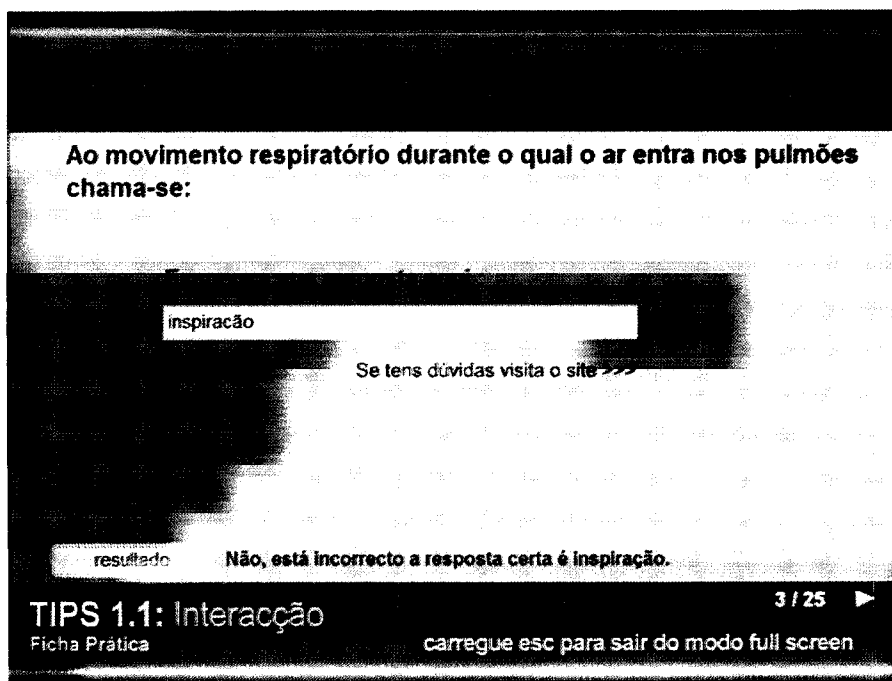 Ao movimento respiratório durante o qual o ar entra nos pulmões
chama-se:
inspiracão
Se tens dúvidas visita o site >>>
resultado Não, está incorrecto a resposta certa é inspiração.
3 / 25
TIPS 1.1: Interacção
Ficha Prática
carregue esc para sair do modo full screen